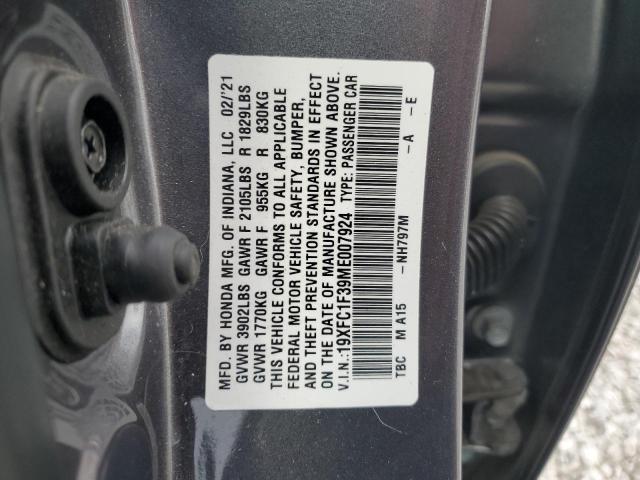 MFD. BY HONDA MFG. OF INDIANA, LLC 02/'21
GVWR 3902LBS GAWR F 2105LBS R 1829LBS
GVWR 1770KG GAWR F 955KG R 830KG
THIS VEHICLE CONFORMS TO ALL APPLICABLE
FEDERAL MOTOR VEHICLE SAFETY, BUMPER,
AND THEFT PREVENTION STANDARDS IN EFFECT
ON THE DATE OF MANUFACTURE SHOWN ABOVE.
V.I.N.:19XFC1F39ME007924 TYPE: PASSENGER CAR
TBC M A15 -NH797M -A -E